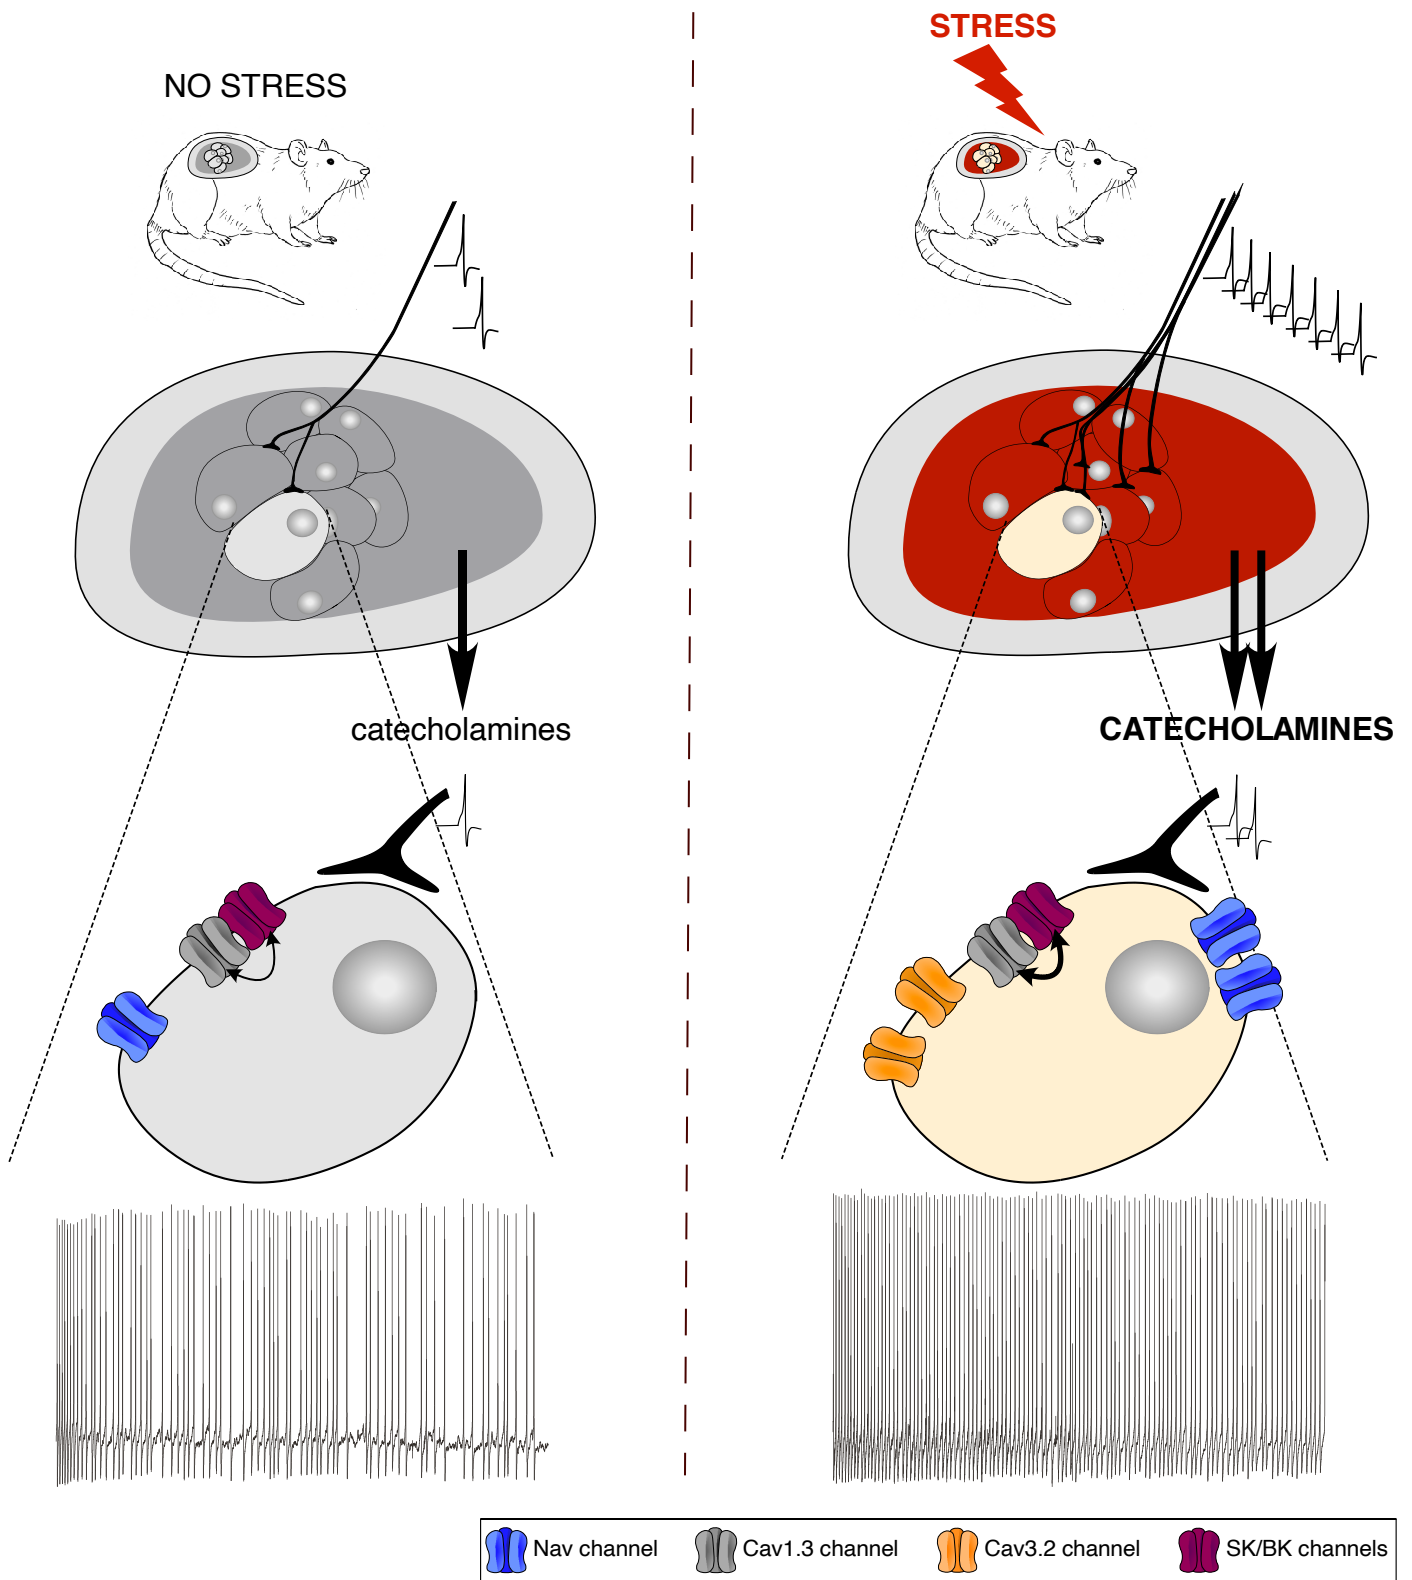 NO STRESS
STRESS
catecholamines
CATECHOLAMINES
Nav channel
Cav1.3 channel
Cav3.2 channel
SK/BK channels